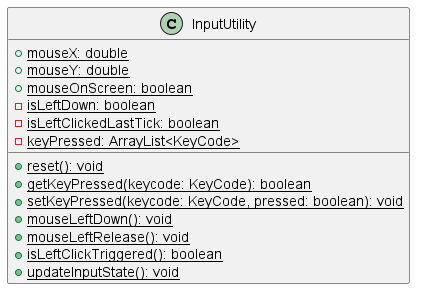 C InputUtility
mouseX: double
mouseY: double
mouseOnScreen: boolean
isLeftDown: boolean
isLeftClickedLastTick: boolean
keyPressed: ArrayList<KeyCode>
reset(): void
getKeyPressed(keycode: KeyCode): boolean
setKeyPressed(keycode: KeyCode, pressed: boolean): void
mouseLeftDown(): void
mouseLeftRelease(): void
isLeftClickTriggered(): boolean
updateInputState(): void